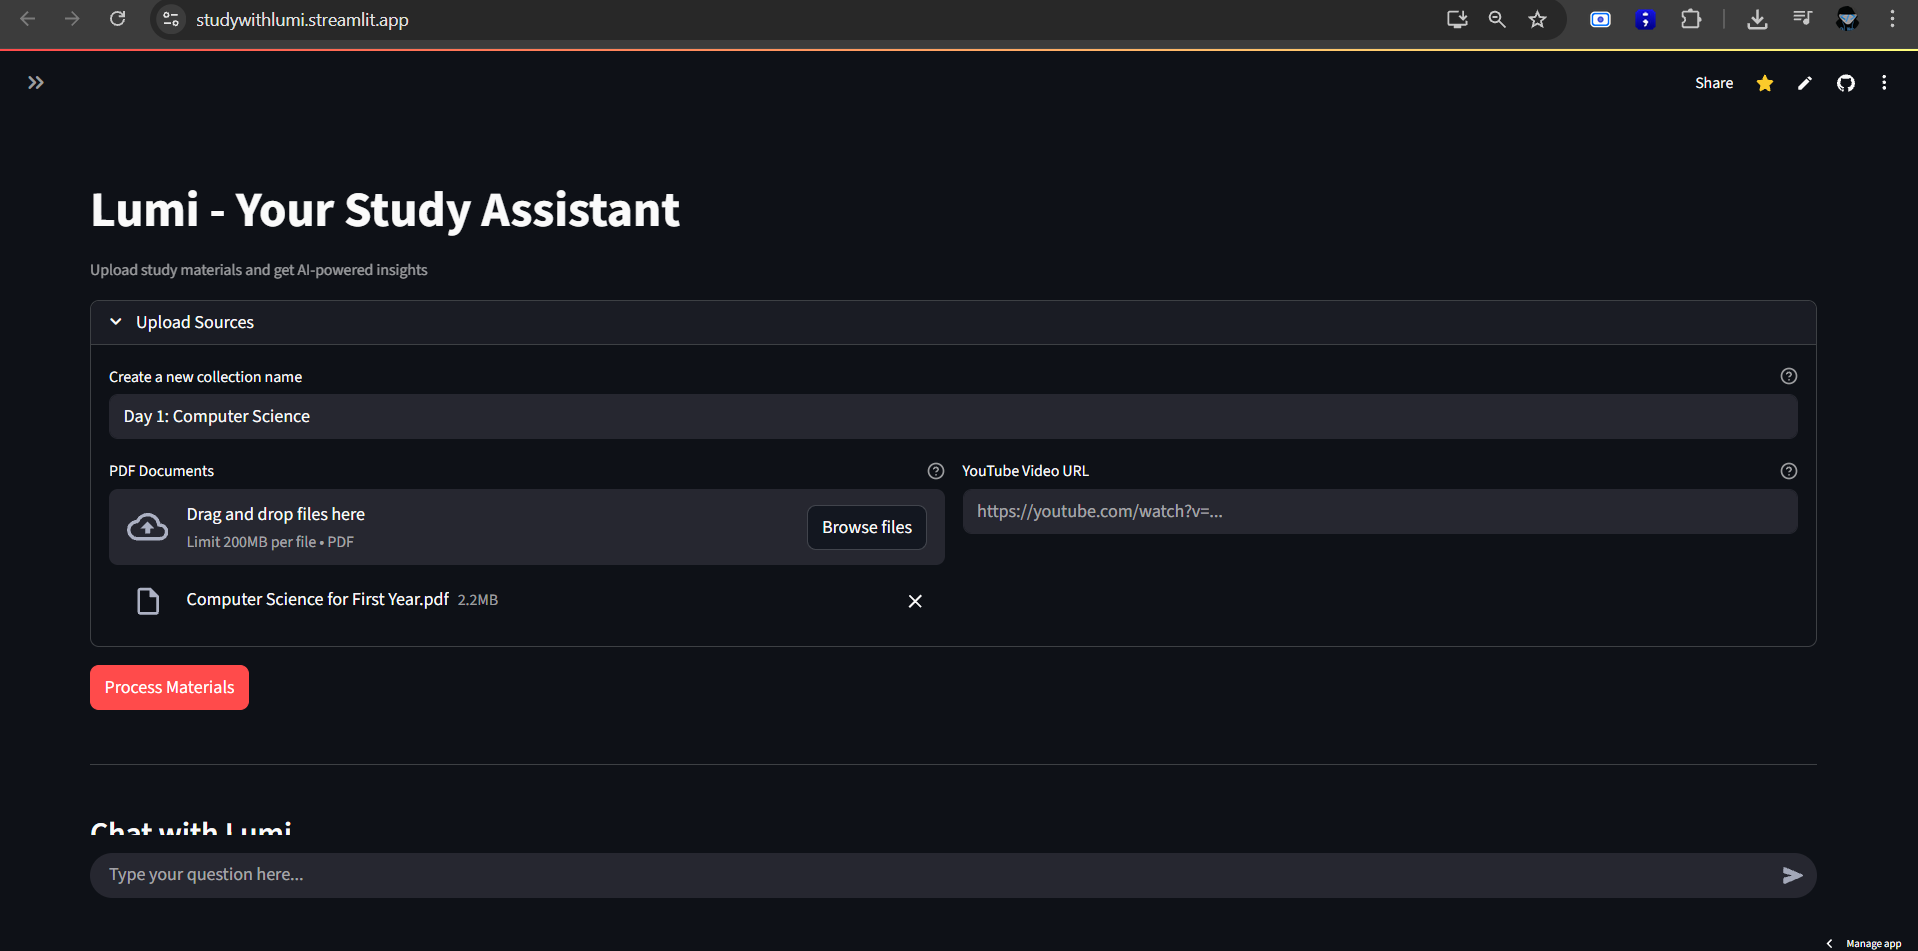 studywithlumi.streamlit.app
Share
Lumi - Your Study Assistant
Upload study materials and get AI-powered insights
Upload Sources
Create a new collection name
Day 1: Computer Science
PDF Documents
YouTube Video URL
Drag and drop files here
Limit 200MB per file • PDF
Browse files
https://youtube.com/watch?v=...
Computer Science for First Year.pdf 2.2MB
Process Materials
Chat with Lumi
Type your question here...
Manage app